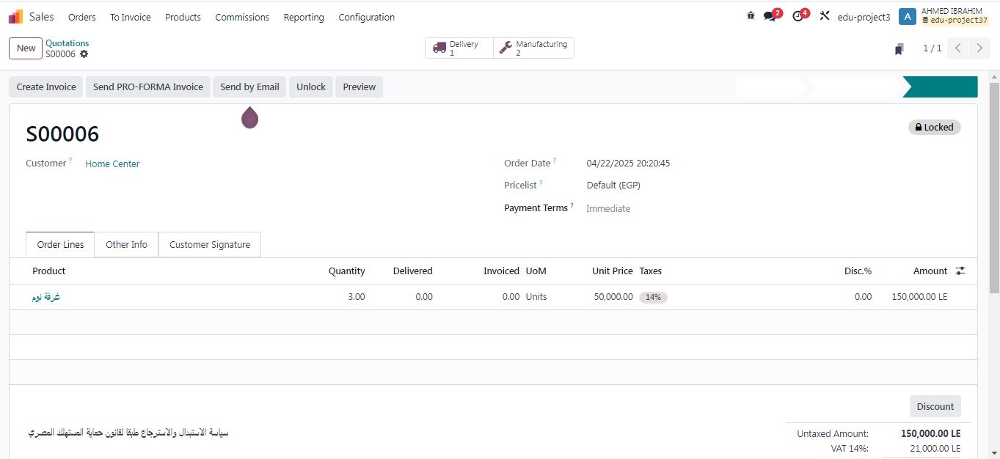 Sales Orders To Invoice Products Commissions Reporting Configuration 2 4 edu-project3 A AHMED IBRAHIM
edu-project37
New Quotations
S00006
Delivery
1
Manufacturing
2
1 / 1
Create Invoice Send PRO-FORMA Invoice Send by Email Unlock Preview
S00006
Locked
Customer ? Home Center
Order Date ? 04/22/2025 20:20:45
Pricelist ? Default (EGP)
Payment Terms ? Immediate
Order Lines Other Info Customer Signature
Product Quantity Delivered Invoiced UoM Unit Price Taxes Disc.% Amount
غرفة نوم 3.00 0.00 0.00 Units 50,000.00 14% 0.00 150,000.00 LE
Discount
سياسة الاستبدال والاسترجاع طبقا لقانون حماية المستهلك المصري
Untaxed Amount: 150,000.00 LE
VAT 14%: 21,000.00 LE